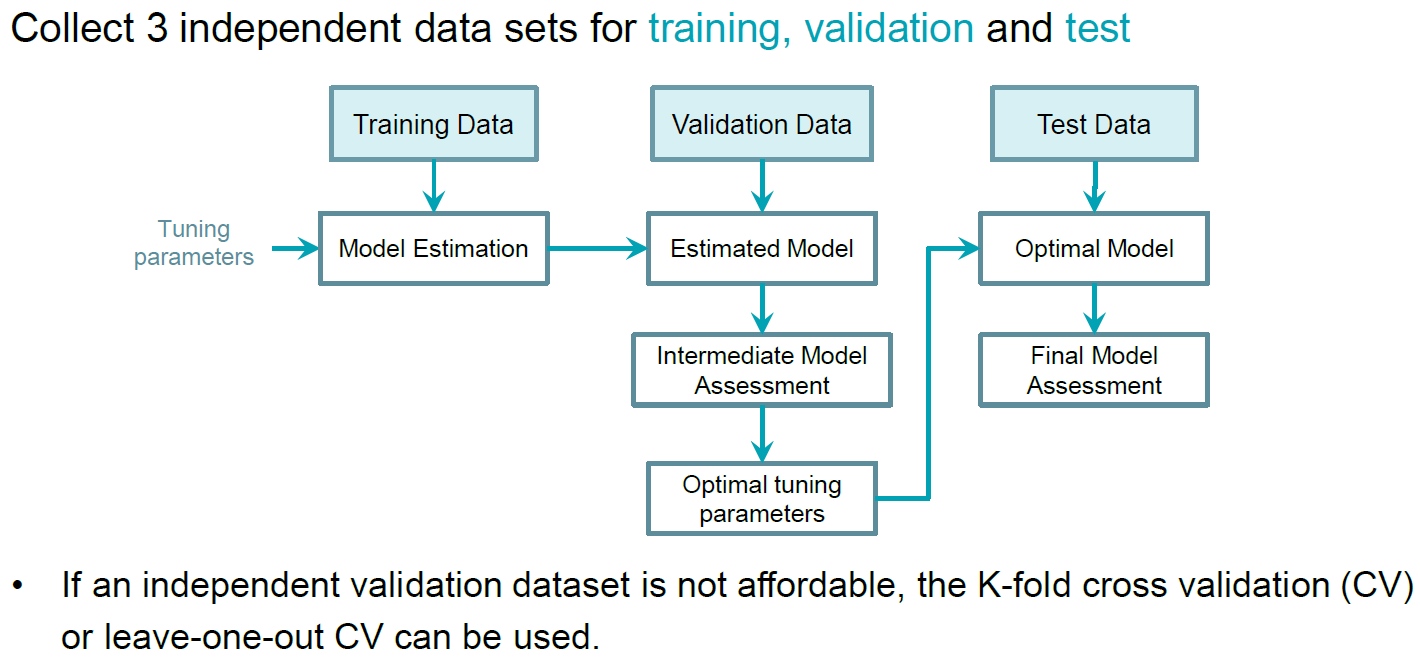 Collect 3 independent data sets for training, validation and test
Training Data
Validation Data
Test Data
Tuning
parameters
Model Estimation
Estimated Model
Optimal Model
Intermediate Model
Assessment
Final Model
Assessment
Optimal tuning
parameters
• If an independent validation dataset is not affordable, the K-fold cross validation (CV)
or leave-one-out CV can be used.